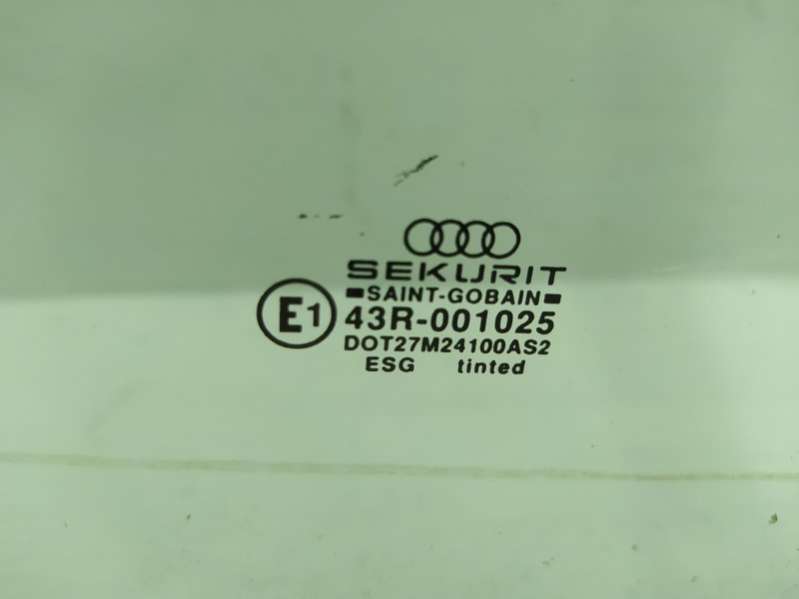 SEKURIT
SAINT-GOBAIN
E1 43R-001025
DOT27M24100AS2
ESG tinted